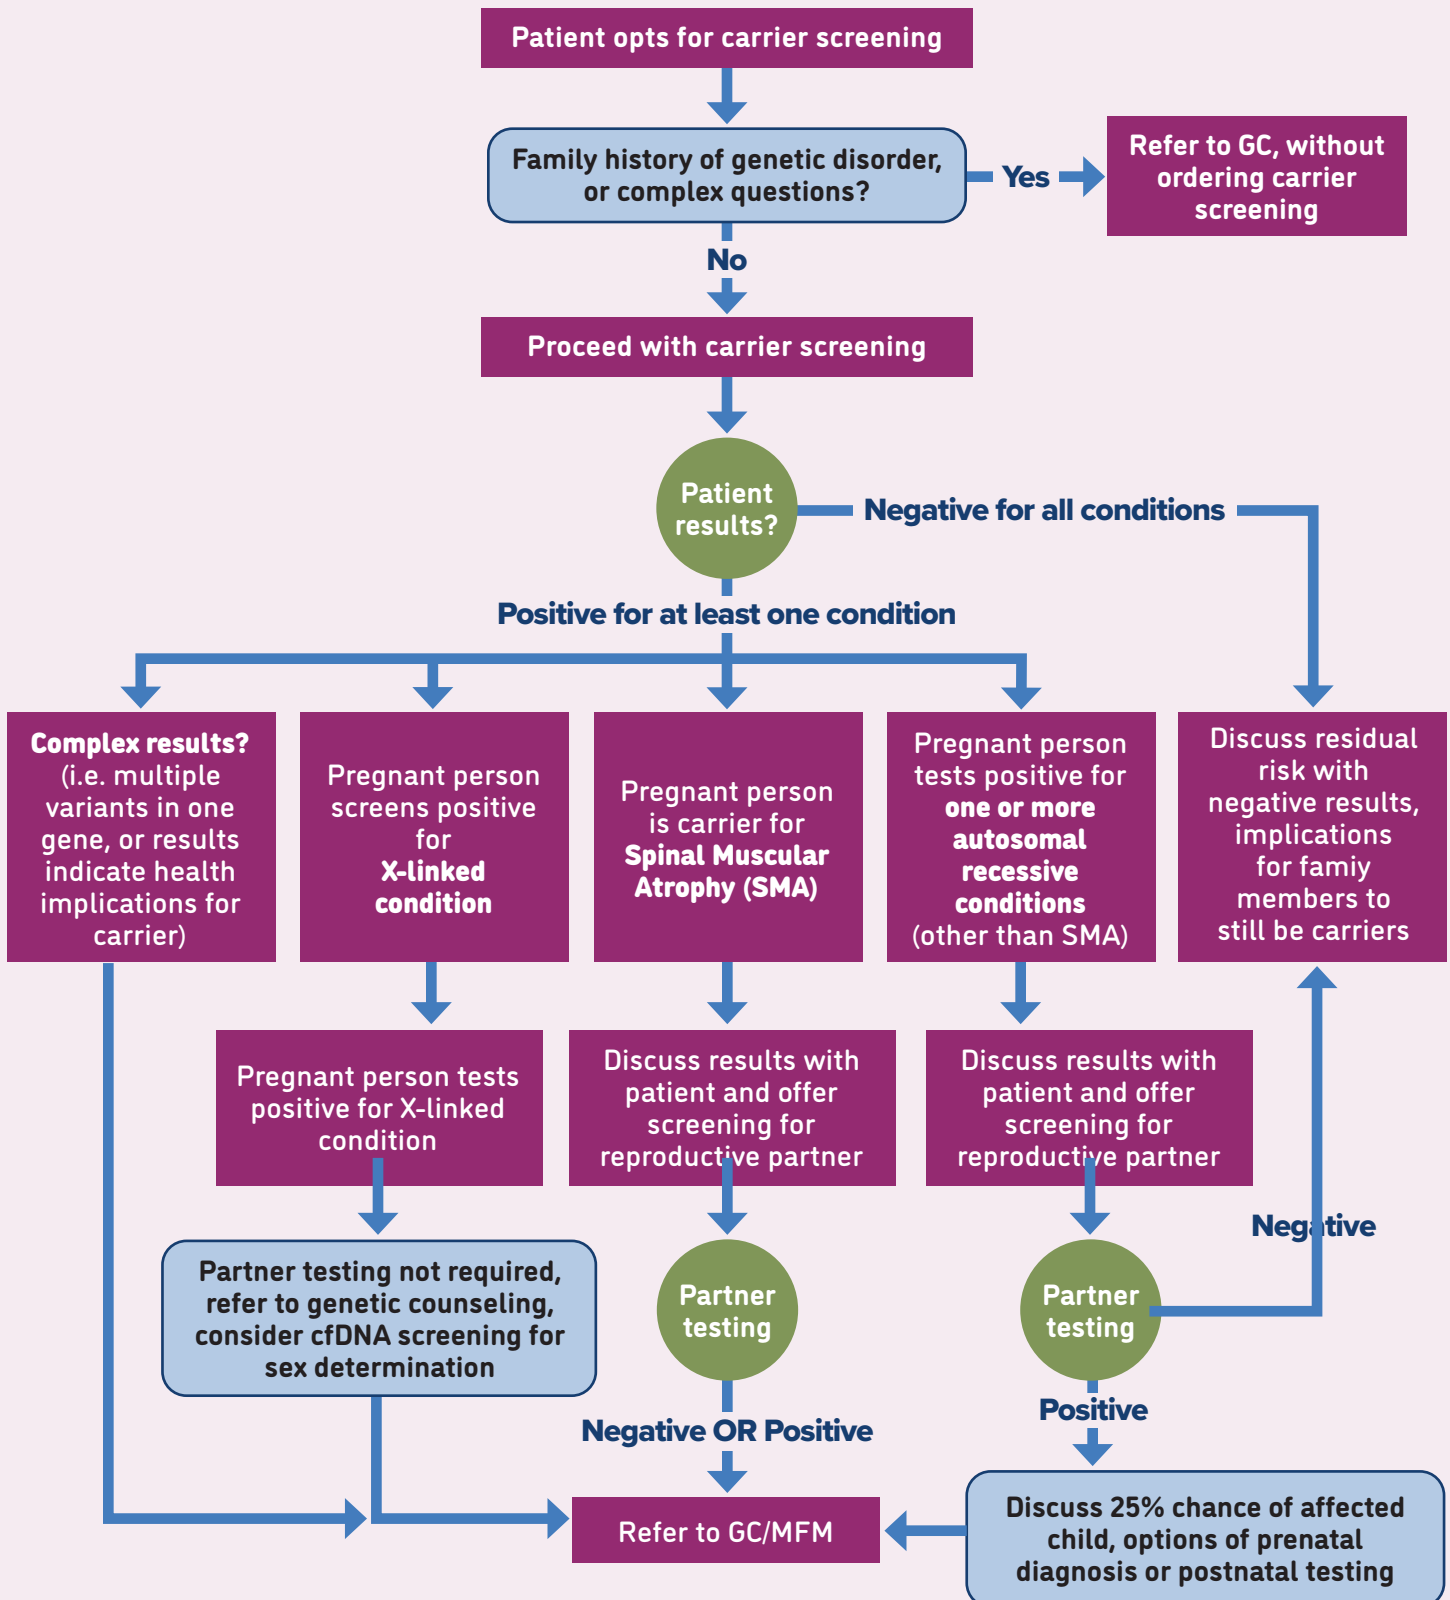 Patient opts for carrier screening
Family history of genetic disorder,
or complex questions?
Yes
Refer to GC, without
ordering carrier
screening
No
Proceed with carrier screening
Patient
results?
Negative for all conditions
Positive for at least one condition
Complex results?
(i.e. multiple
variants in one
gene, or results
indicate health
implications for
carrier)
Pregnant person
screens positive
for
X-linked
condition
Pregnant person
is carrier for
Spinal Muscular
Atrophy (SMA)
Pregnant person
tests positive for
one or more
autosomal
recessive
conditions
(other than SMA)
Discuss residual
risk with
negative results,
implications
for famiy
members to
still be carriers
Pregnant person tests
positive for X-linked
condition
Discuss results with
patient and offer
screening for
reproductive partner
Discuss results with
patient and offer
screening for
reproductive partner
Negative
Partner testing not required,
refer to genetic counseling,
consider cfDNA screening for
sex determination
Partner
testing
Partner
testing
Negative OR Positive
Positive
Refer to GC/MFM
Discuss 25% chance of affected
child, options of prenatal
diagnosis or postnatal testing